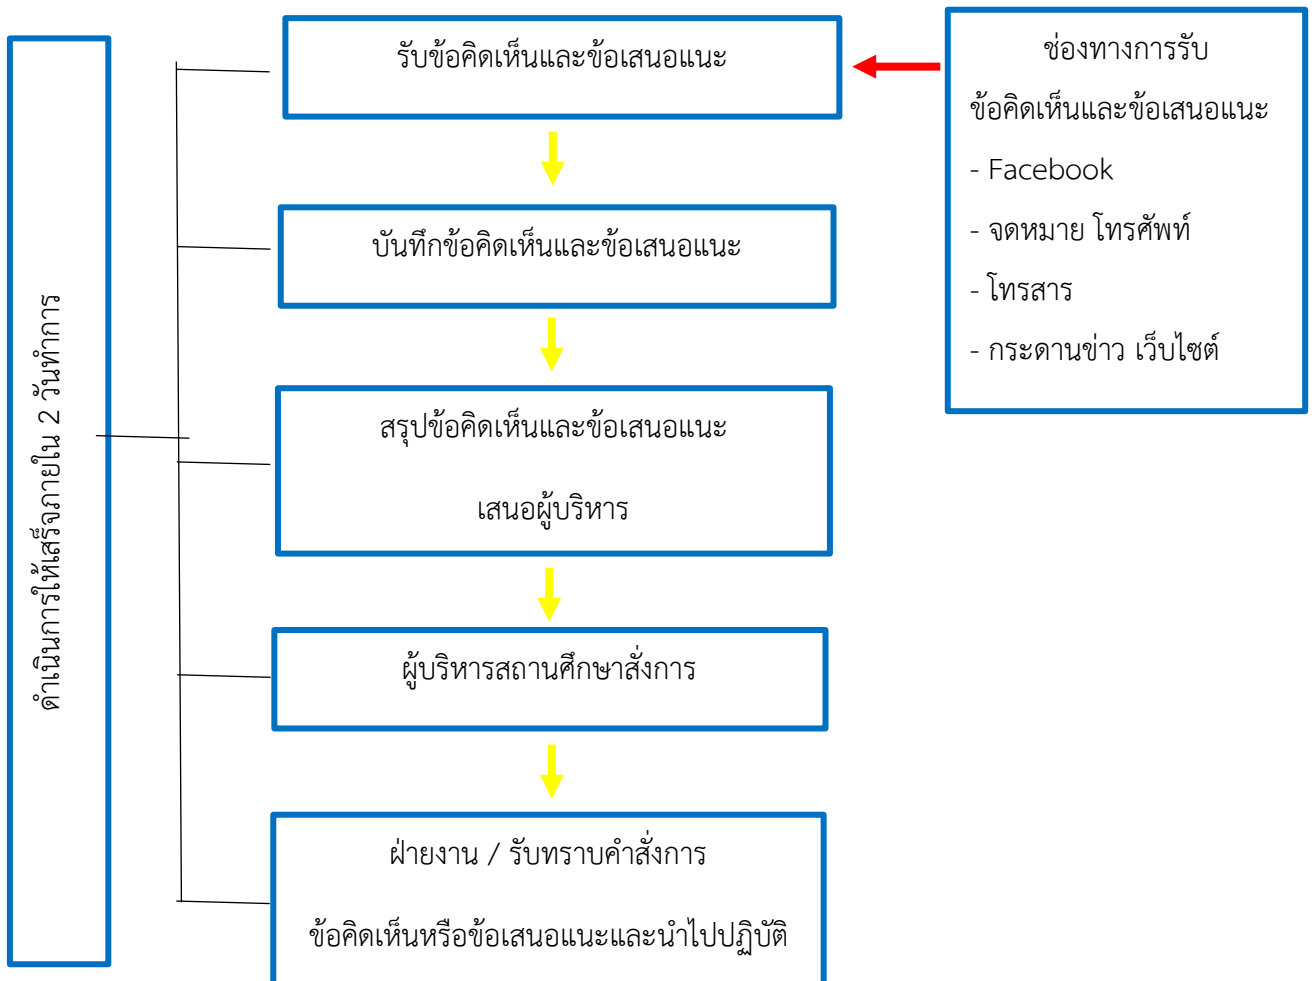 ดำเนินการให้เสร็จภายใน 2 วันทำการ
รับข้อคิดเห็นและข้อเสนอแนะ
บันทึกข้อคิดเห็นและข้อเสนอแนะ
สรุปข้อคิดเห็นและข้อเสนอแนะ
เสนอผู้บริหาร
ผู้บริหารสถานศึกษาสั่งการ
ฝ่ายงาน / รับทราบคำสั่งการ
ข้อคิดเห็นหรือข้อเสนอแนะและนำไปปฏิบัติ
ช่องทางการรับ
ข้อคิดเห็นและข้อเสนอแนะ
- Facebook
- จดหมาย โทรศัพท์
- โทรสาร
- กระดานข่าว เว็บไซต์